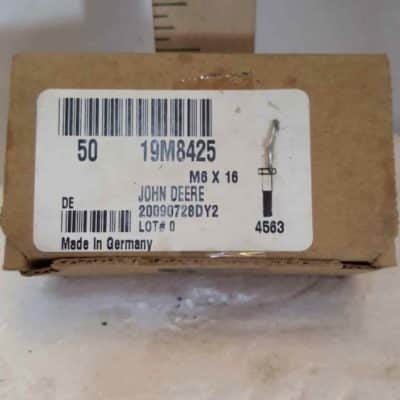 50 19M8425
M6 X 16
JOHN DEERE
DE 20090728DY2
LOT# 0 4563
Made In Germany